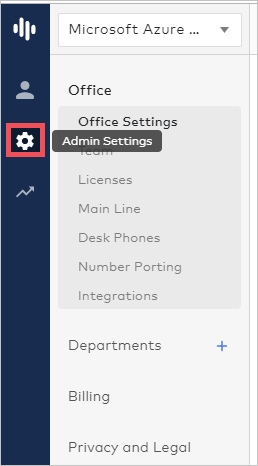 Microsoft Azure ...
Office
Office Settings
Admin Settings
Team
Licenses
Main Line
Desk Phones
Number Porting
Integrations
Departments +
Billing
Privacy and Legal